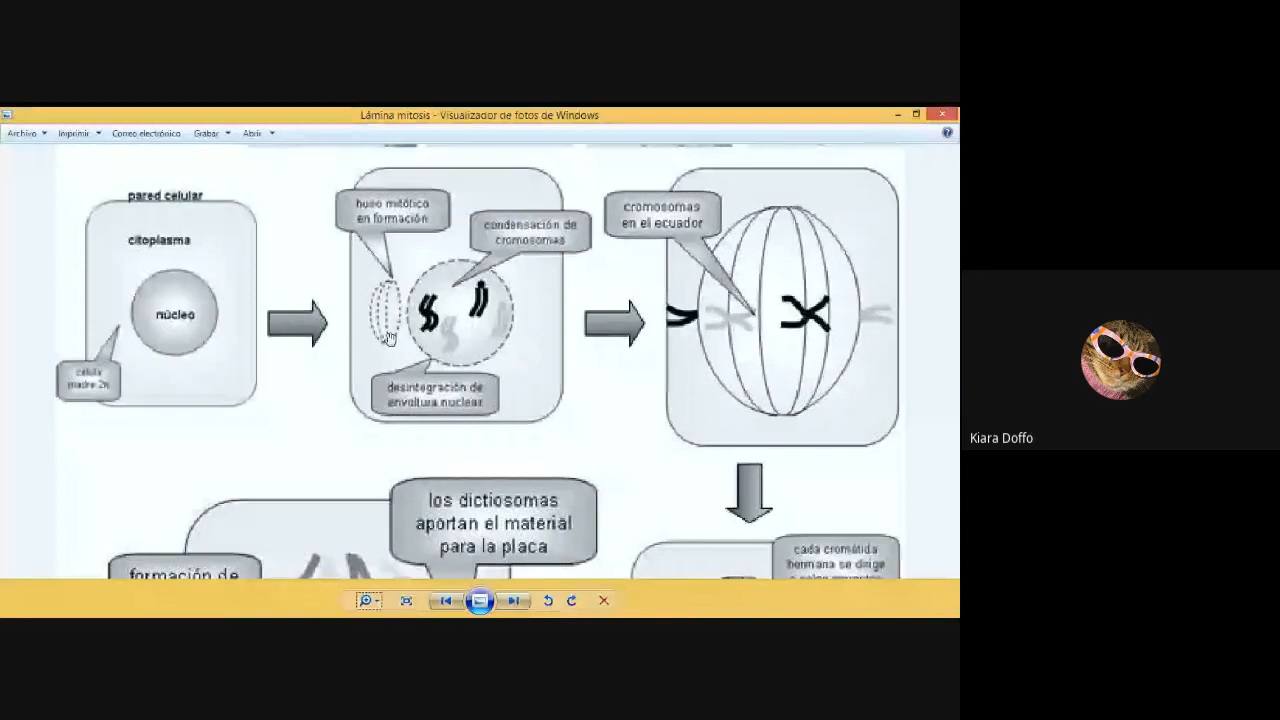 Lámina mitosis - Visualizador de fotos de Windows
Archivo Imprimir Correo electrónico Grabar Abrir
pared celular
citoplasma
núcleo
célula
madre 2n
huso mitótico
en formación
condensación de
cromosomas
desintegración de
envoltura nuclear
cromosomas
en el ecuador
los dictiosomas
aportan el material
para la placa
formación de
cada cromátida
hermana se dirige
Kiara Doffo